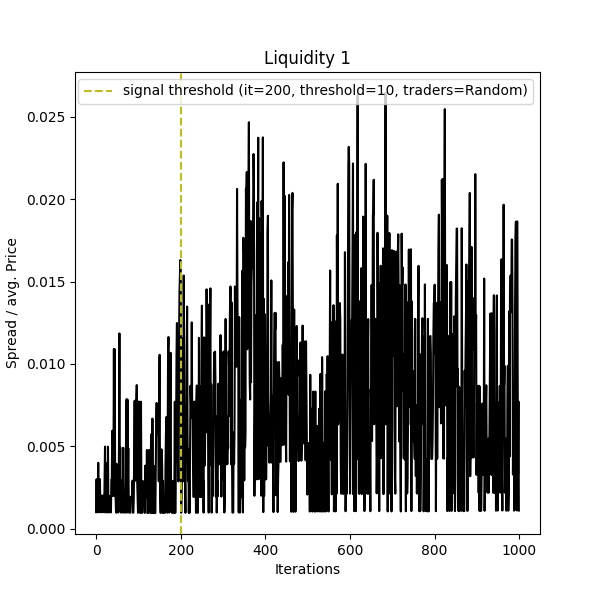 Liquidity 1
signal threshold (it=200, threshold=10, traders=Random)
Spread / avg. Price
0.025
0.020
0.015
0.010
0.005
0.000
0 200 400 600 800 1000
Iterations